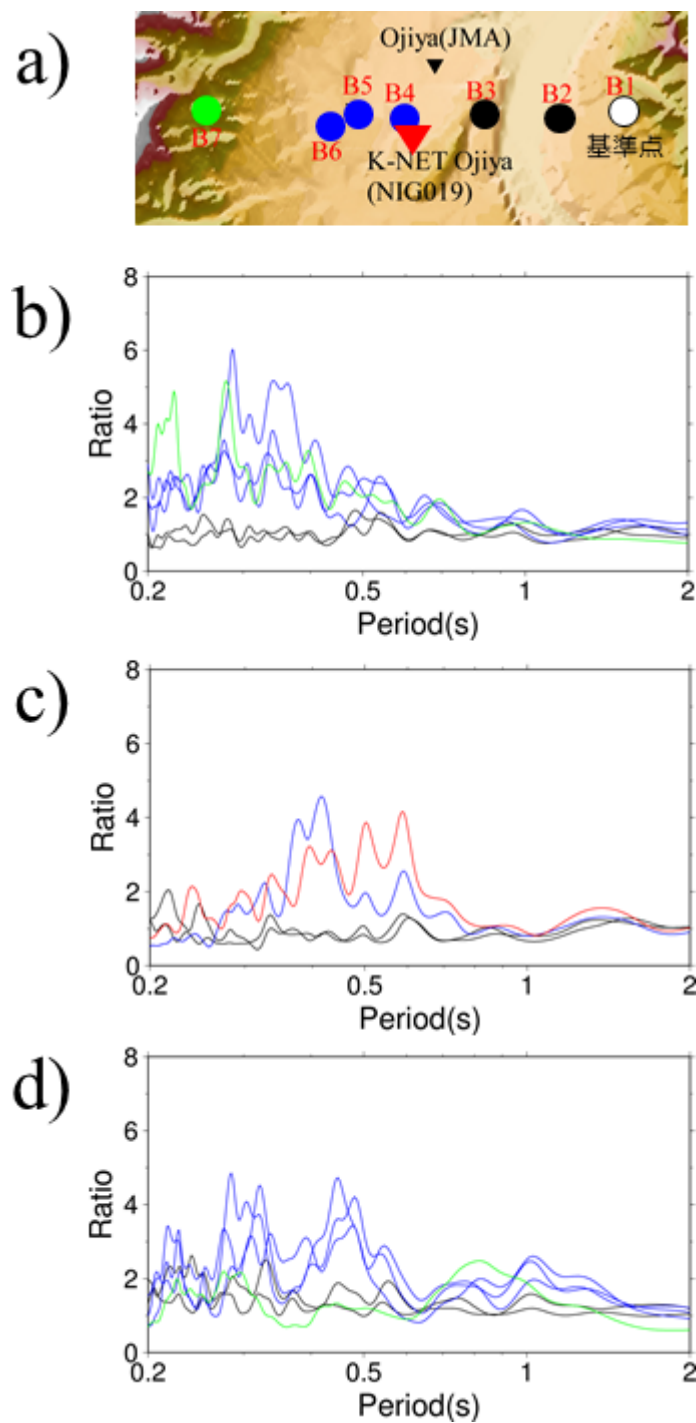 a)
Ojiya(JMA)
B5 B4 B3 B2 B1
B7 B6
K-NET Ojiya
(NIG019)
基準点
b)
8
6
4
2
0
Ratio
0.2 0.5 1 2
Period(s)
c)
8
6
4
2
0
Ratio
0.2 0.5 1 2
Period(s)
d)
8
6
4
2
0
Ratio
0.2 0.5 1 2
Period(s)